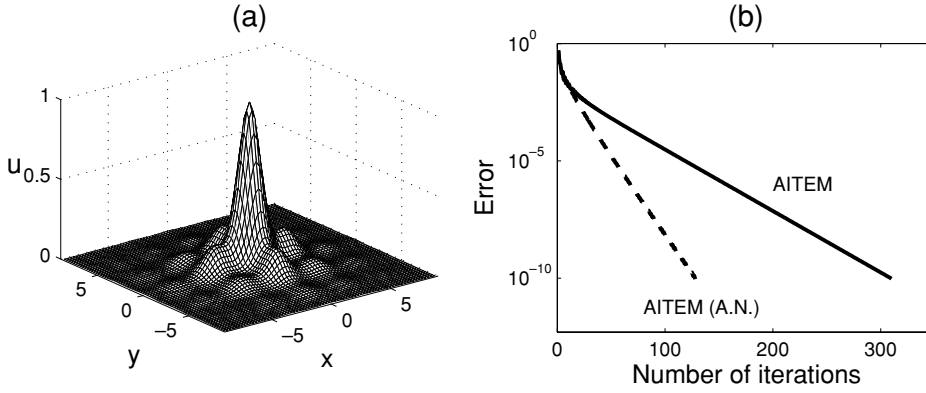 (a)
1
u
0.5
0
5
0
−5
y
−5
0
5
x
(b)
10^0
10^−5
10^−10
Error
AITEM
AITEM (A.N.)
0
100
200
300
Number of iterations